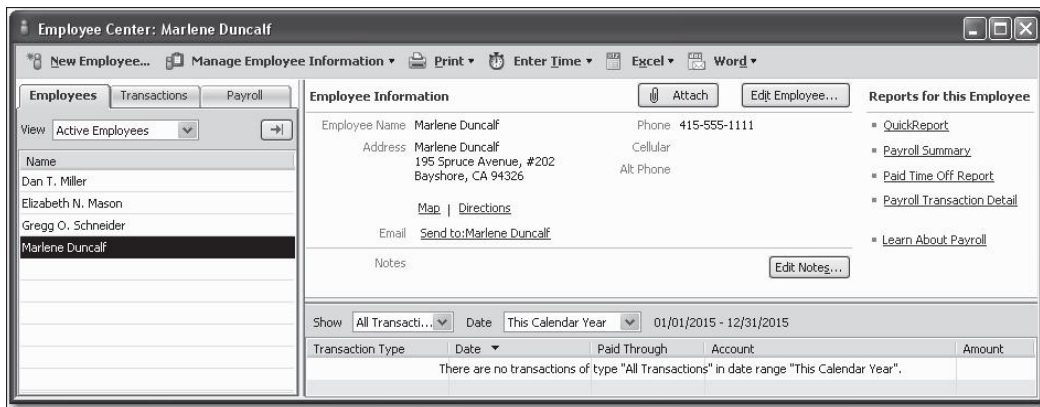 Employee Center: Marlene Duncalf
New Employee... Manage Employee Information Print Enter Time Excel Word
Employees Transactions Payroll
View Active Employees
Name
Dan T. Miller
Elizabeth N. Mason
Gregg O. Schneider
Marlene Duncalf
Employee Information Attach Edit Employee...
Employee Name Marlene Duncalf Phone 415-555-1111
Address Marlene Duncalf Cellular
195 Spruce Avenue, #202
Bayshore, CA 94326 Alt Phone
Map | Directions
Email Send to:Marlene Duncalf
Notes Edit Notes...
Reports for this Employee
QuickReport
Payroll Summary
Paid Time Off Report
Payroll Transaction Detail
Learn About Payroll
Show All Transacti... Date This Calendar Year 01/01/2015 - 12/31/2015
Transaction Type Date Paid Through Account Amount
There are no transactions of type "All Transactions" in date range "This Calendar Year".